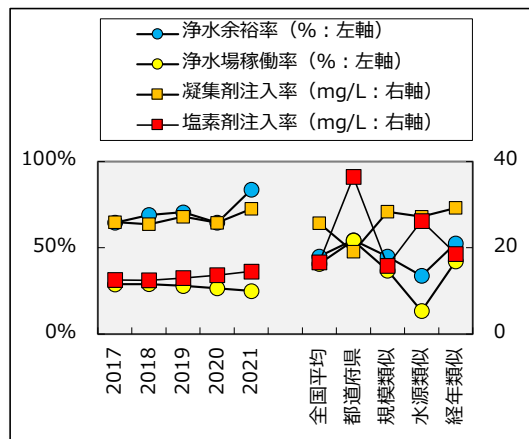 浄水余裕率（%：左軸）
浄水場稼働率（%：左軸）
凝集剤注入率（mg/L：右軸）
塩素剤注入率（mg/L：右軸）
100%
50%
0%
40
20
0
2017
2018
2019
2020
2021
全国平均
都道府県
規模類似
水源類似
経年類似